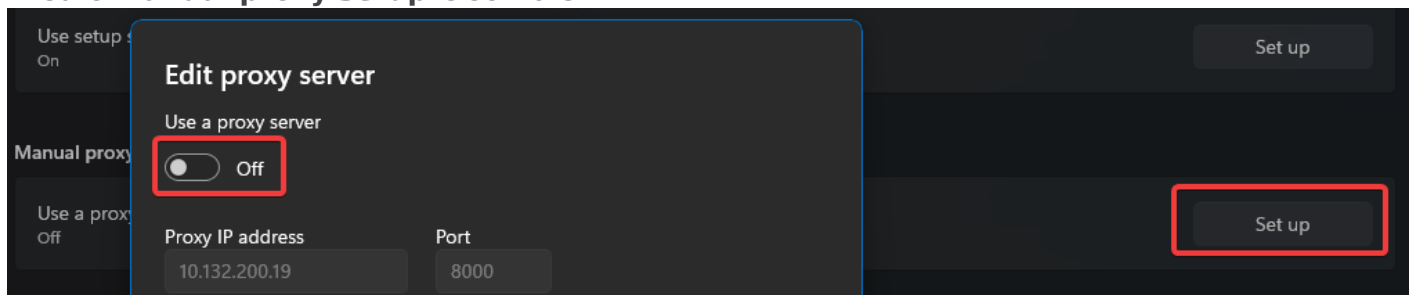 Use setup
On
Set up
Edit proxy server
Use a proxy server
Off
Manual proxy
Use a proxy
Off
Set up
Proxy IP address
Port
10.132.200.19
8000